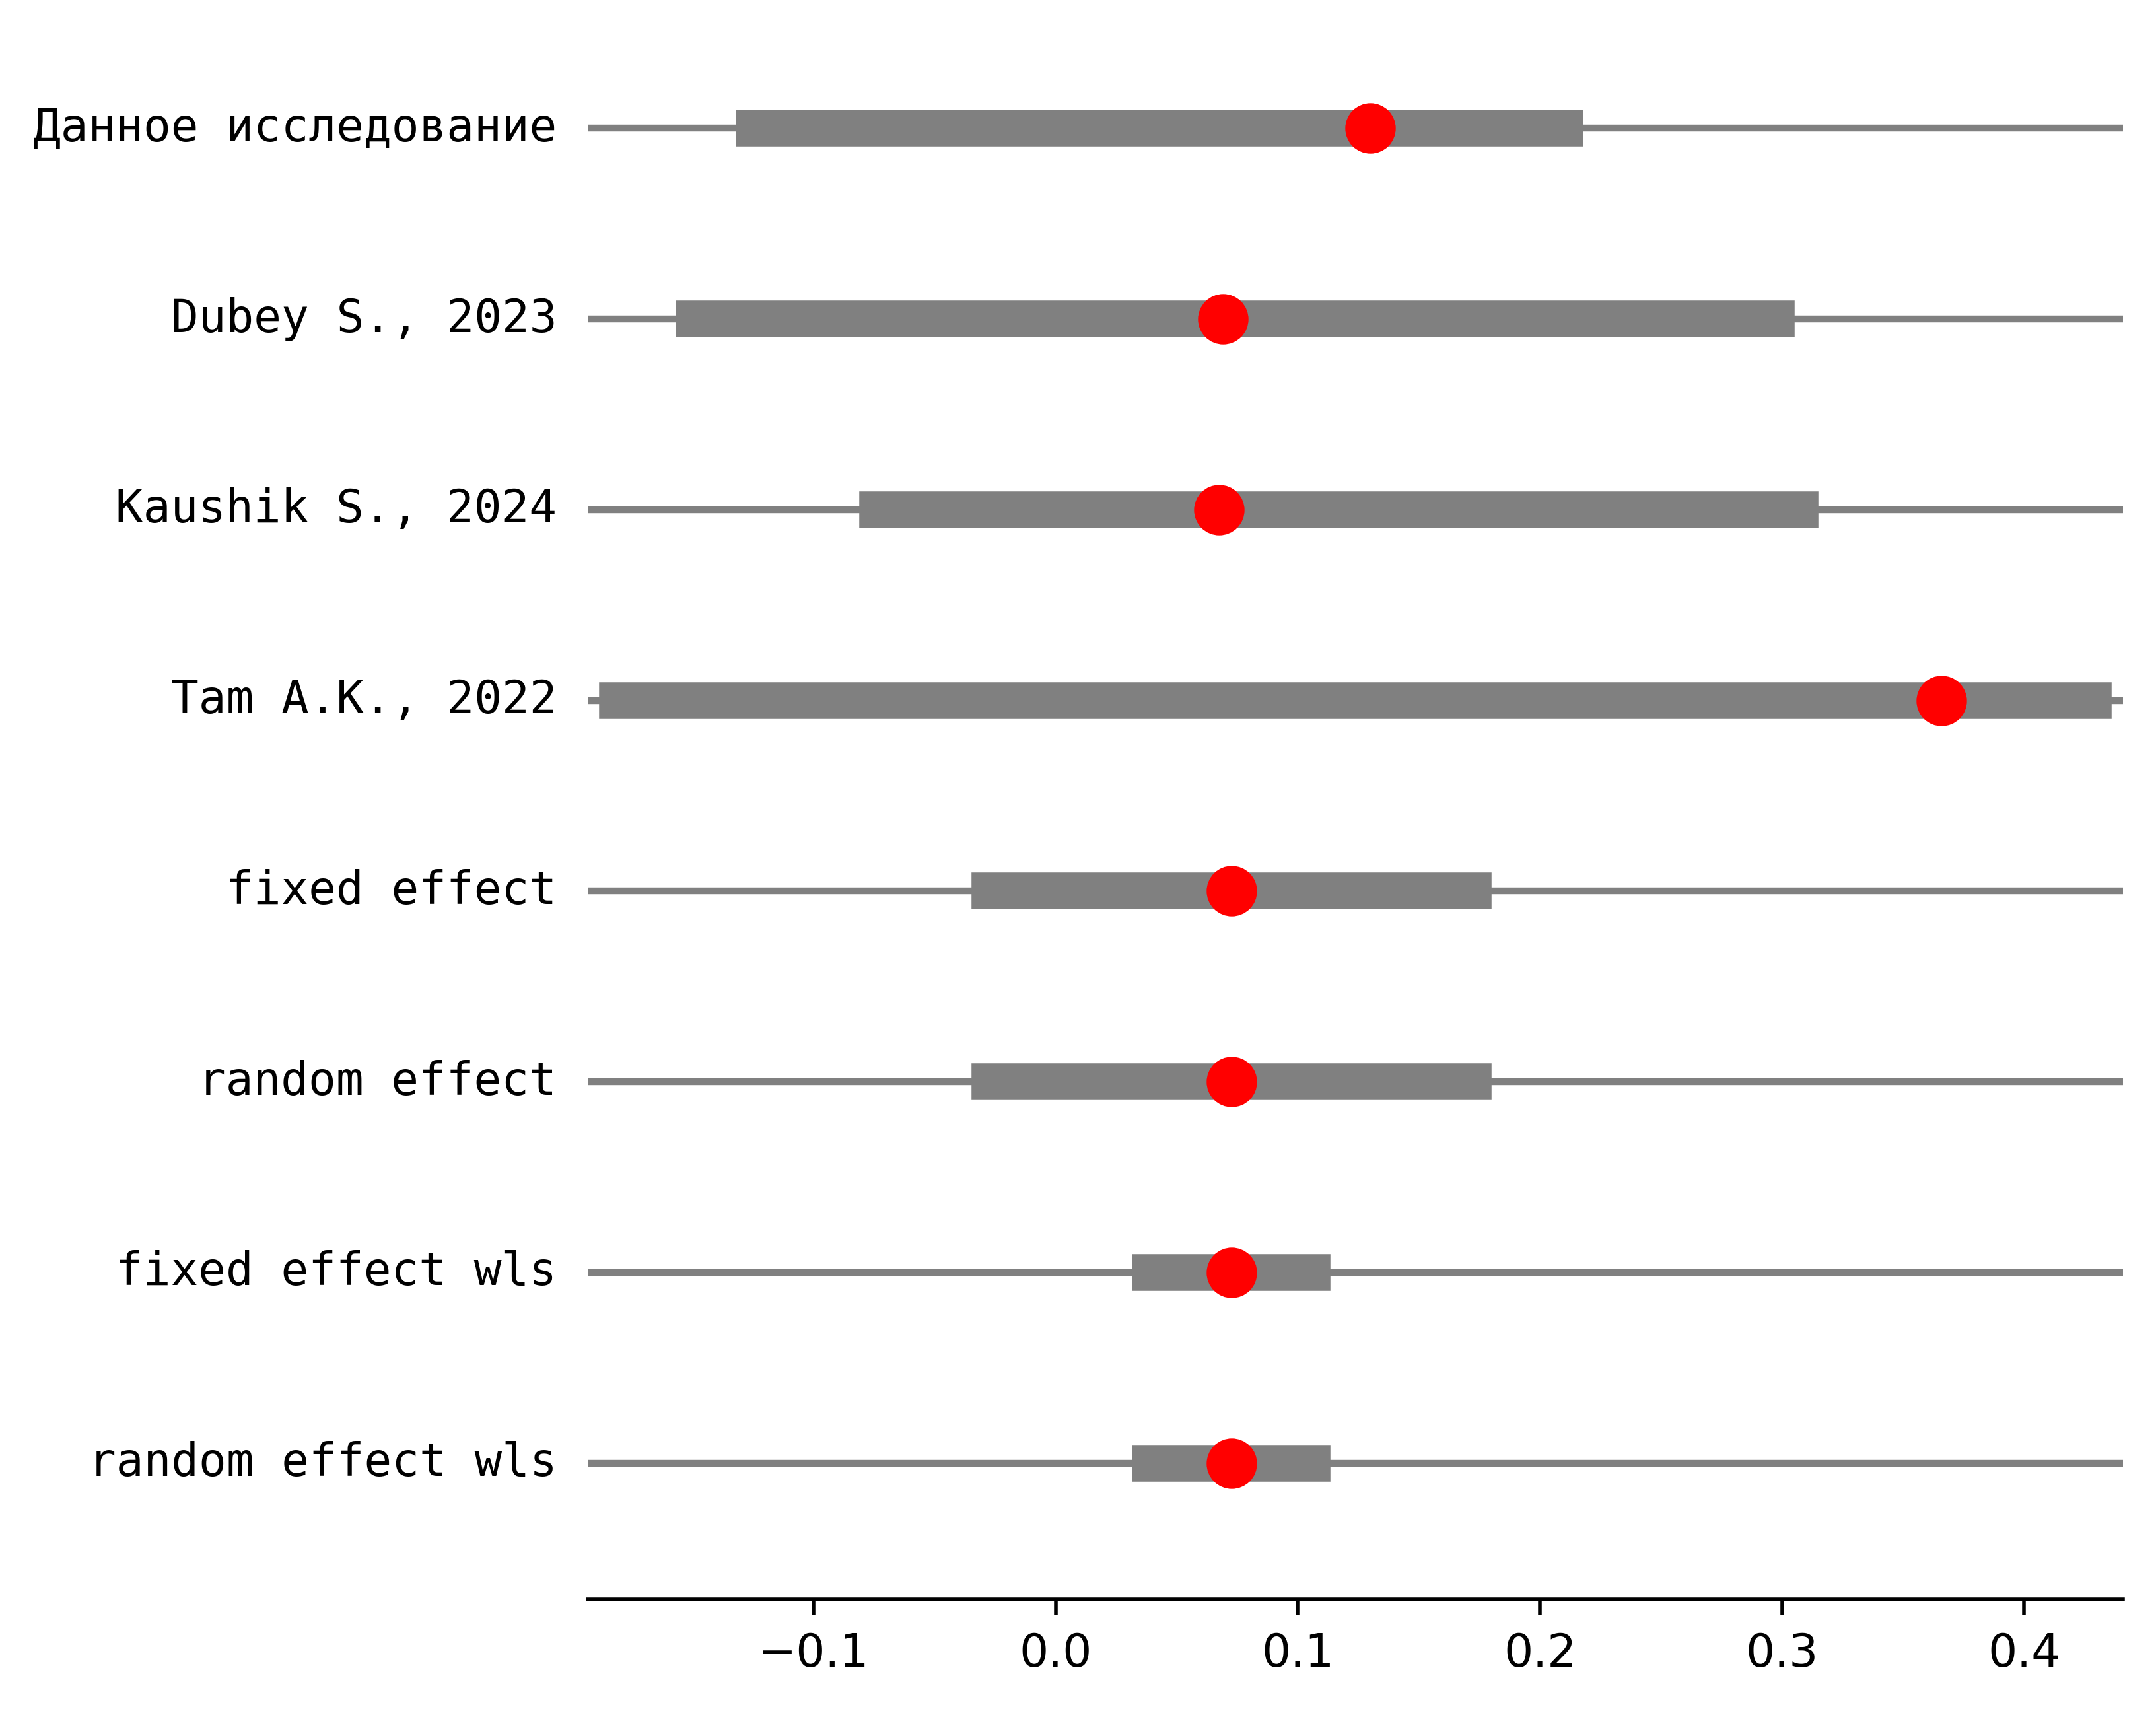 Данное исследование
Dubey S., 2023
Kaushik S., 2024
Tam A.K., 2022
fixed effect
random effect
fixed effect wls
random effect wls
−0.1 0.0 0.1 0.2 0.3 0.4